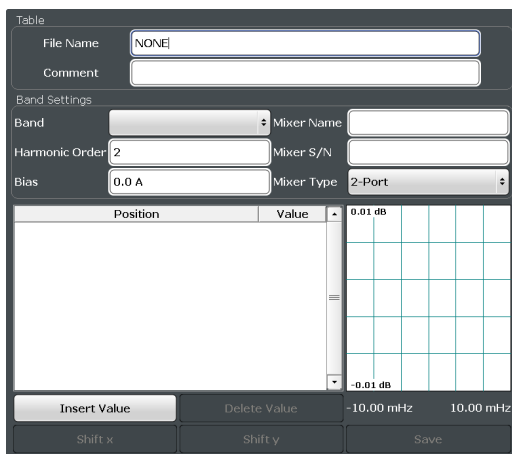 Table
File Name NONE
Comment
Band Settings
Band Mixer Name
Harmonic Order 2 Mixer S/N
Bias 0.0 A Mixer Type 2-Port
Position Value 0.01 dB
-0.01 dB
Insert Value Delete Value -10.00 mHz 10.00 mHz
Shift x Shift y Save